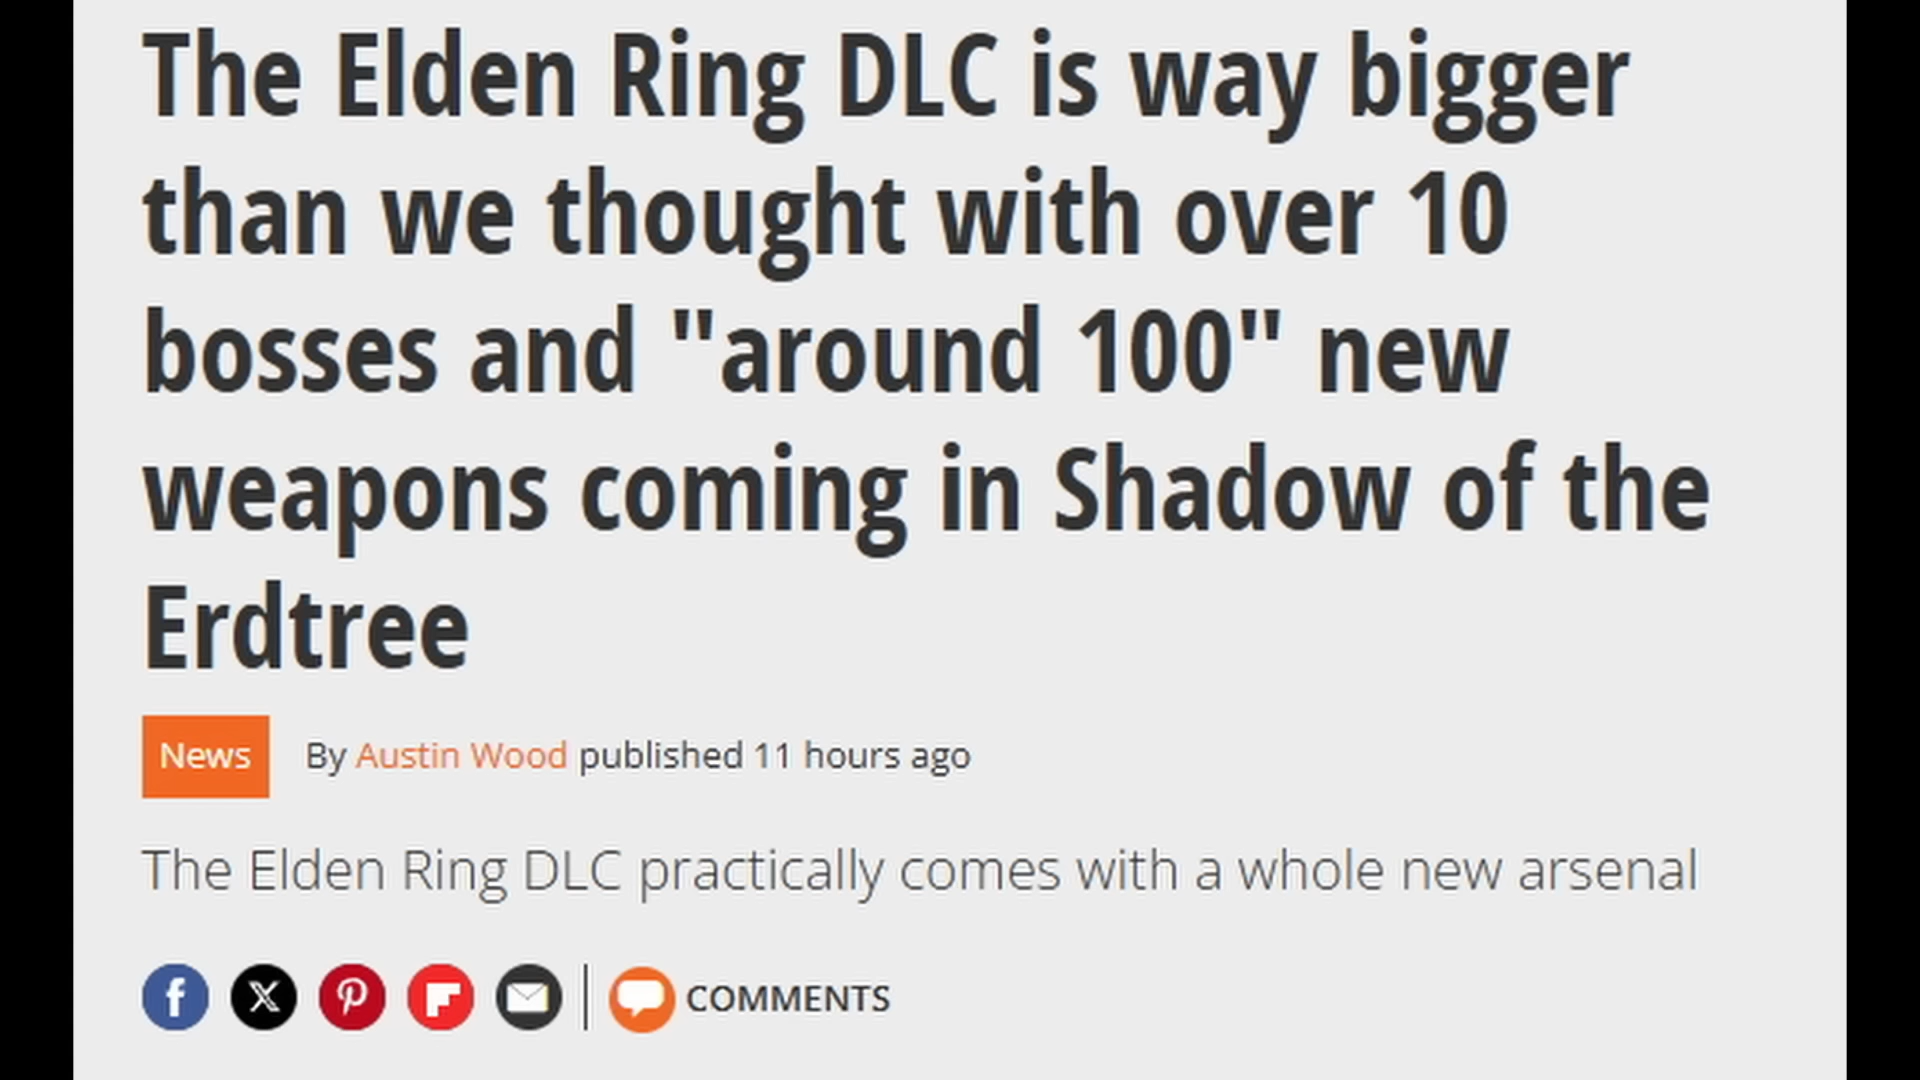 The Elden Ring DLC is way bigger
than we thought with over 10
bosses and "around 100" new
weapons coming in Shadow of the
Erdtree
News By Austin Wood published 11 hours ago
The Elden Ring DLC practically comes with a whole new arsenal
COMMENTS